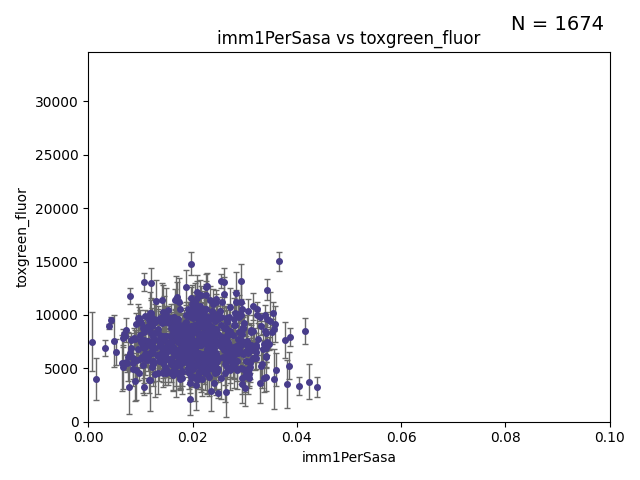 N = 1674
imm1PerSasa vs toxgreen_fluor
toxgreen_fluor
30000
25000
20000
15000
10000
5000
0
0.00 0.02 0.04 0.06 0.08 0.10
imm1PerSasa